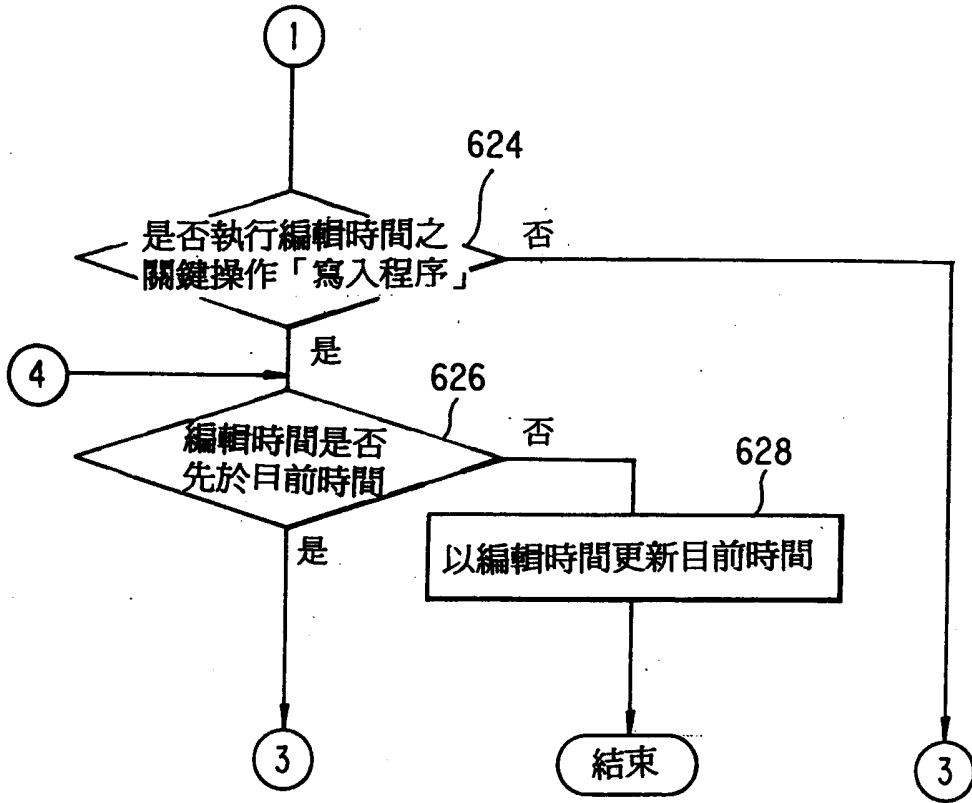 1
624
是否執行編輯時間之
關鍵操作「寫入程序」
否
是
4
626
編輯時間是否
先於目前時間
否
628
是
以編輯時間更新目前時間
3
結束
3